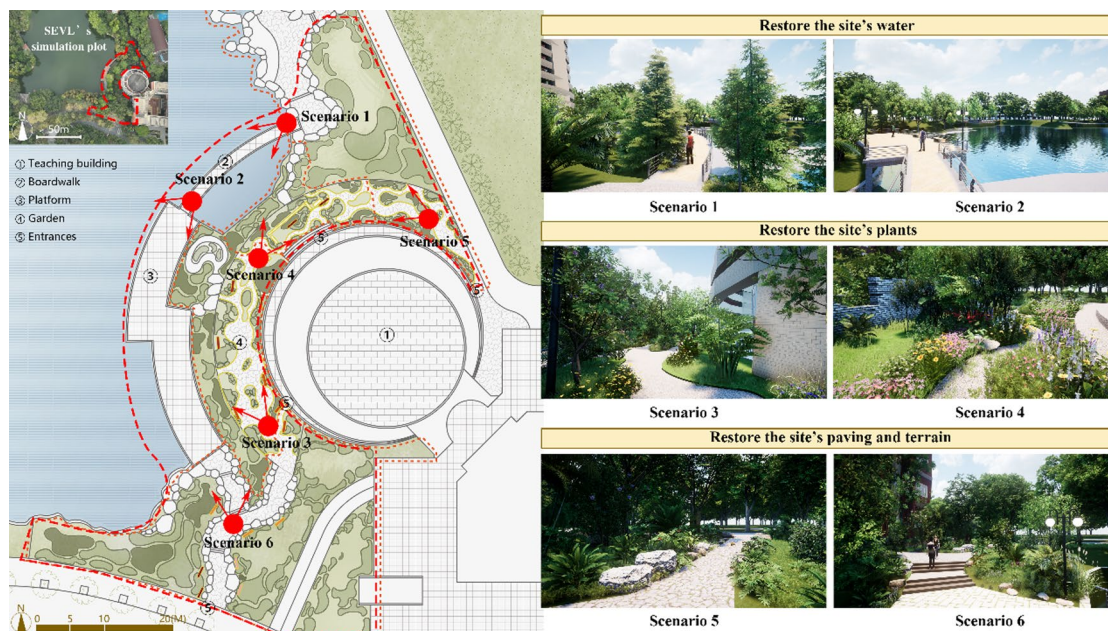 SEVL’s
simulation plot
N
50m
① Teaching building
② Boardwalk
③ Platform
④ Garden
⑤ Entrances
Scenario 1
②
Scenario 2
Scenario 5
⑤
Scenario 4
③
⑤
①
④
⑤
Scenario 3
Scenario 6
⑤
N
0 5 10 20(M)
Restore the site’s water
Scenario 1 Scenario 2
Restore the site’s plants
Scenario 3 Scenario 4
Restore the site’s paving and terrain
Scenario 5 Scenario 6